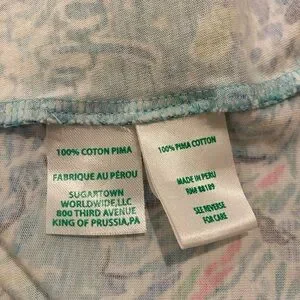 100% COTON PIMA
FABRIQUE AU PÉROU
SUGARTOWN
WORLDWIDE,LLC
800 THIRD AVENUE
KING OF PRUSSIA,PA
100% PIMA COTTON
MADE IN PERU
RN# 88189
SEE REVERSE
FOR CARE